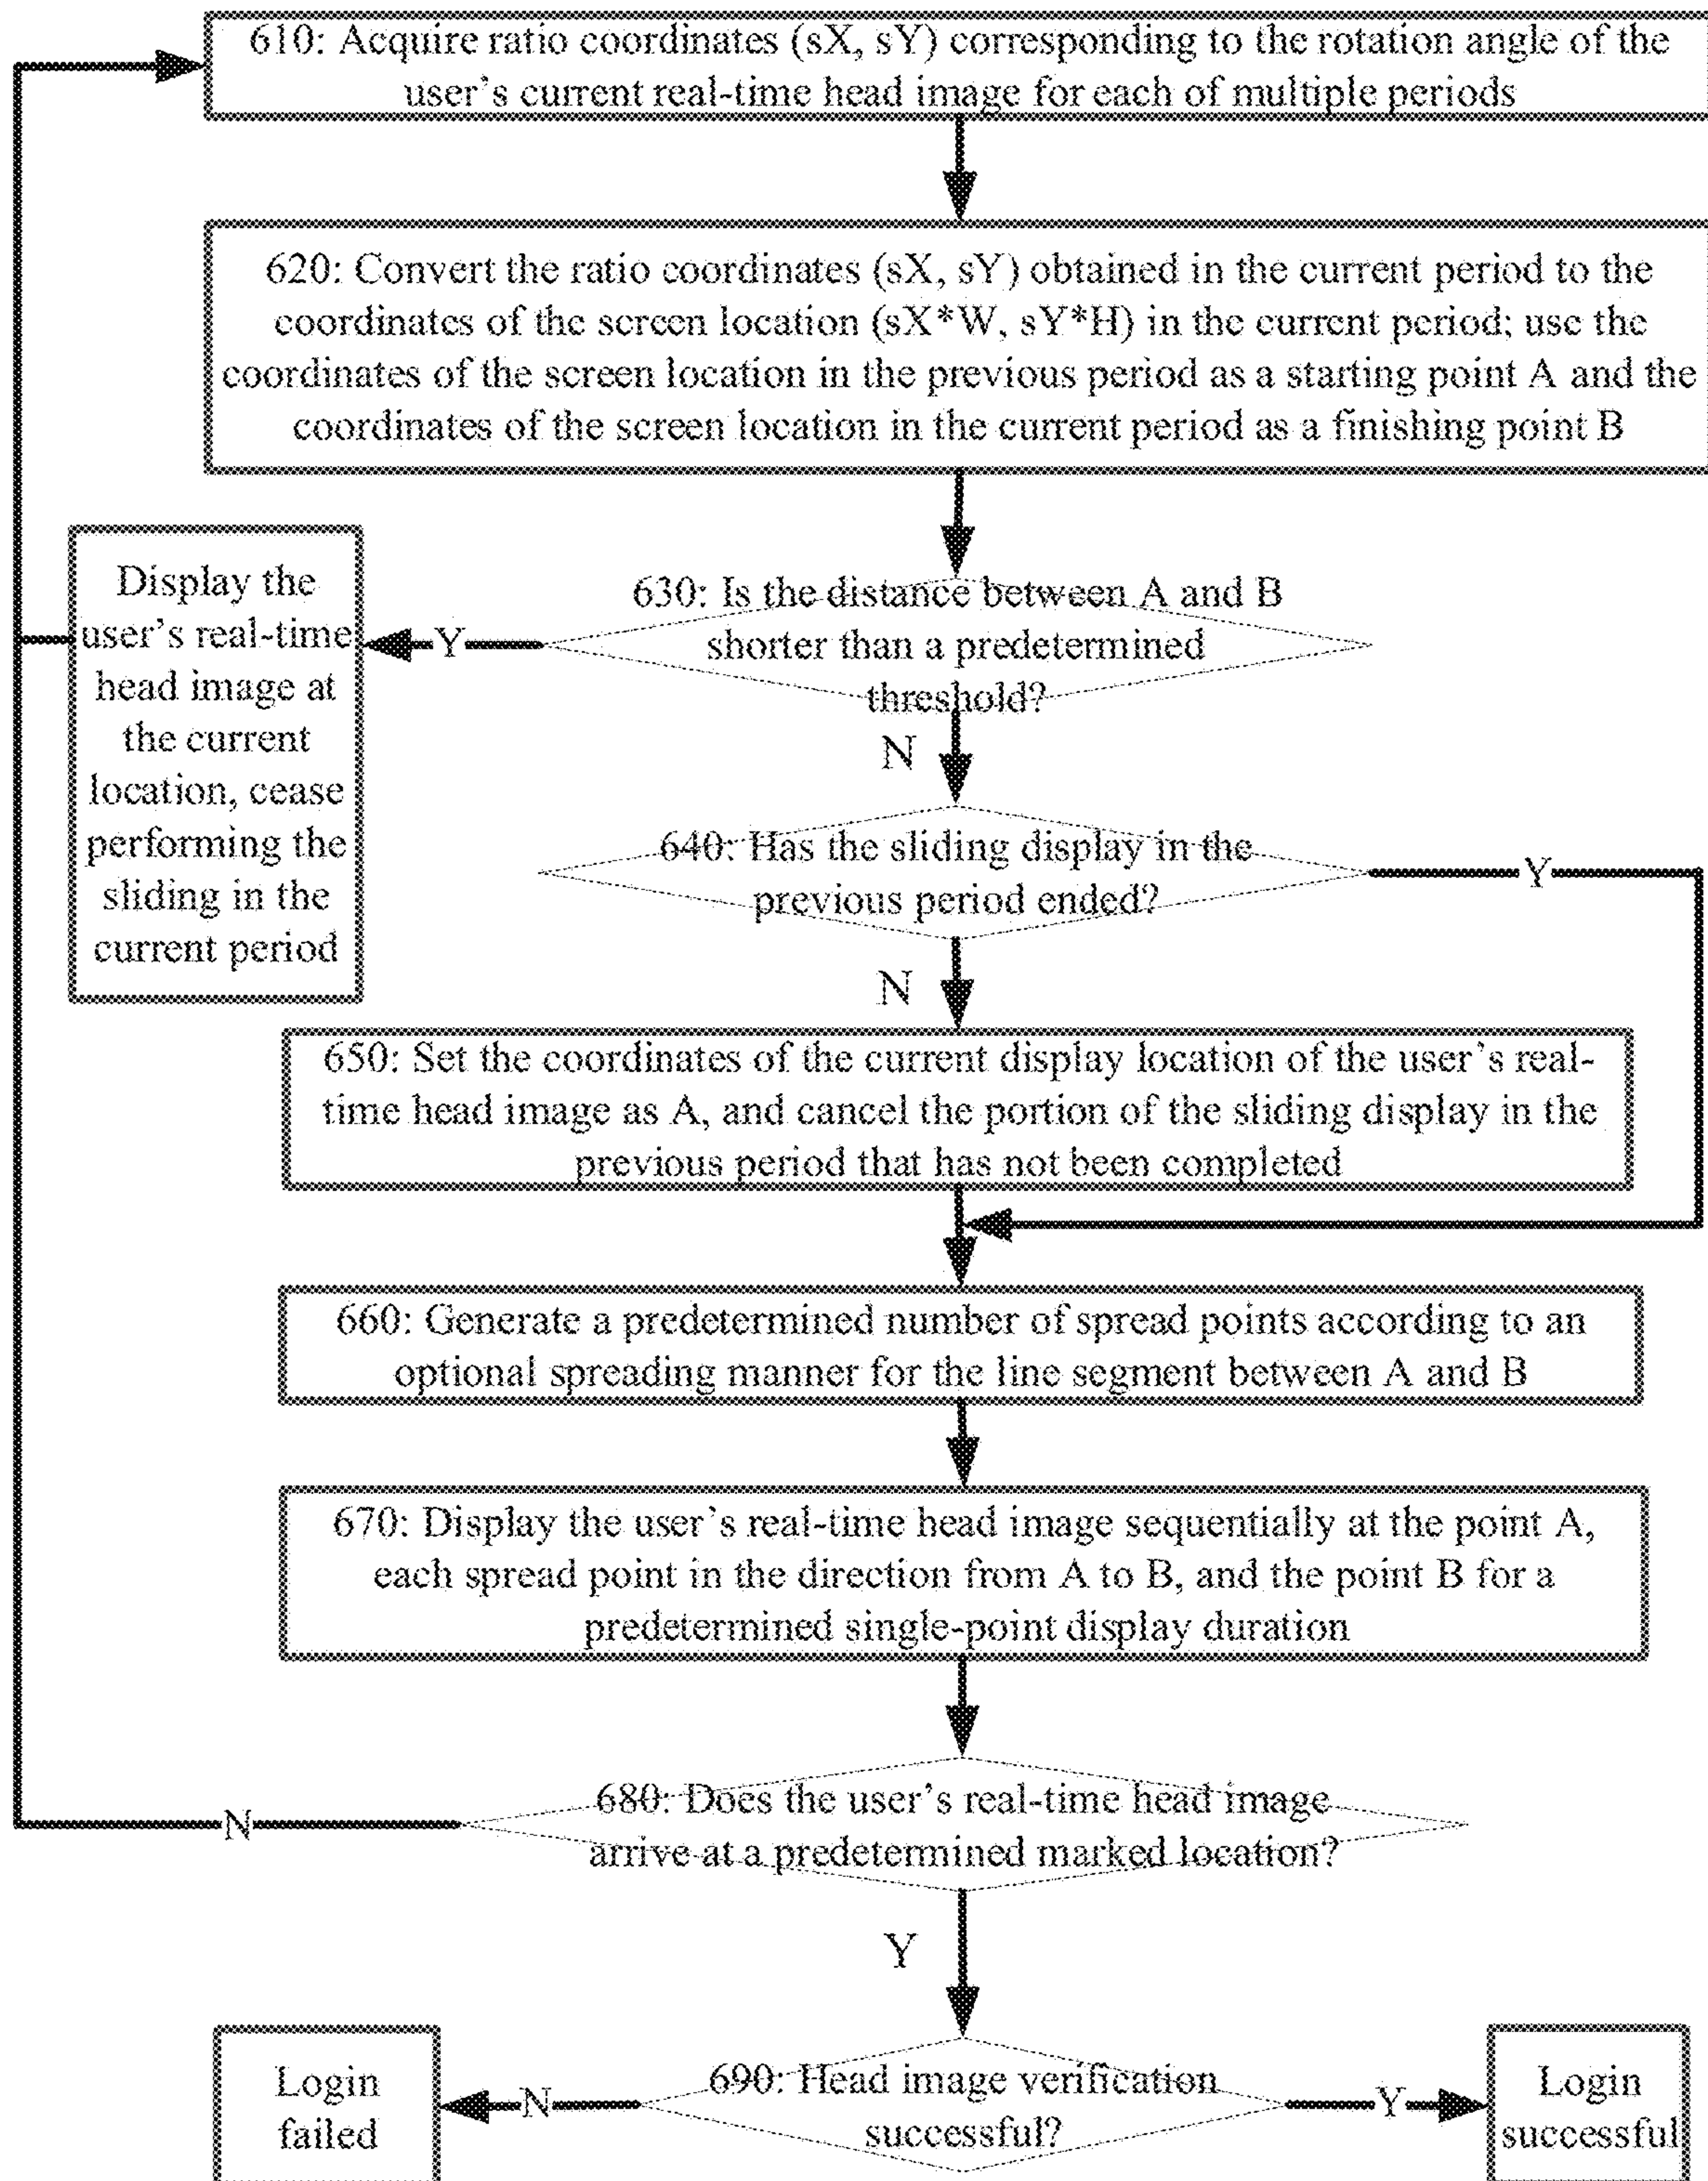 610: Acquire ratio coordinates (sX, sY) corresponding to the rotation angle of the
user's current real-time head image for each of multiple periods
620: Convert the ratio coordinates (sX, sY) obtained in the current period to the
coordinates of the screen location (sX*W, sY*H) in the current period; use the
coordinates of the screen location in the previous period as a starting point A and the
coordinates of the screen location in the current period as a finishing point B
630: Is the distance between A and B
shorter than a predetermined
threshold?
Y
Display the
user's real-time
head image at
the current
location, cease
performing the
sliding in the
current period
N
640: Has the sliding display in the
previous period ended?
Y
N
650: Set the coordinates of the current display location of the user's real-
time head image as A, and cancel the portion of the sliding display in the
previous period that has not been completed
660: Generate a predetermined number of spread points according to an
optional spreading manner for the line segment between A and B
670: Display the user's real-time head image sequentially at the point A,
each spread point in the direction from A to B, and the point B for a
predetermined single-point display duration
680: Does the user's real-time head image
arrive at a predetermined marked location?
N
Y
690: Head image verification
successful?
N
Y
Login
failed
Login
successful